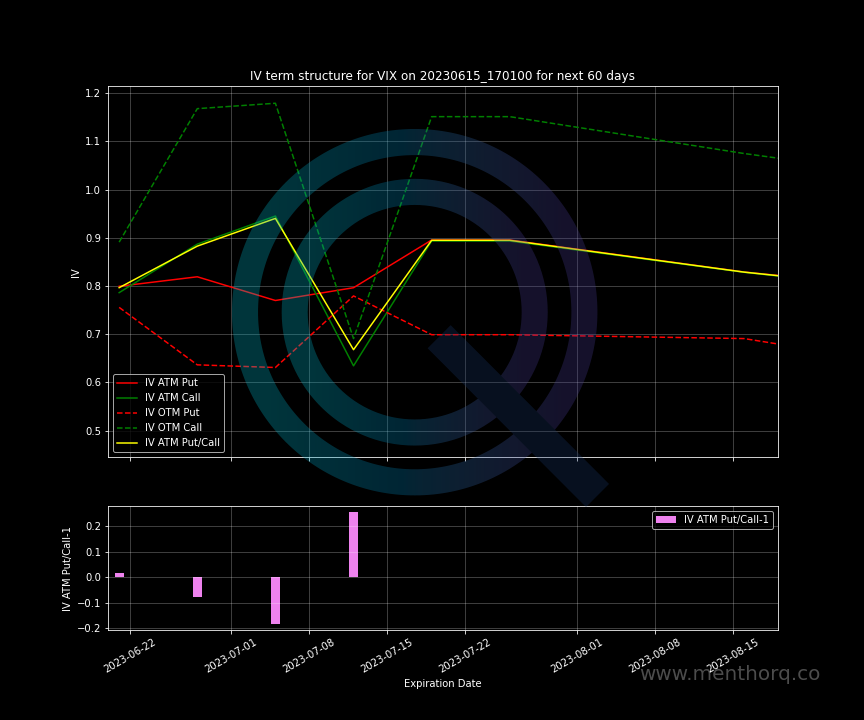 IV term structure for VIX on 20230615_170100 for next 60 days
1.2
1.1
1.0
0.9
0.8
0.7
0.6
0.5
IV
IV ATM Put
IV ATM Call
IV OTM Put
IV OTM Call
IV ATM Put/Call
0.2
0.1
0.0
−0.1
−0.2
IV ATM Put/Call-1
IV ATM Put/Call-1
2023-06-22
2023-07-01
2023-07-08
2023-07-15
2023-07-22
2023-08-01
2023-08-08
2023-08-15
Expiration Date
www.menthorq.co